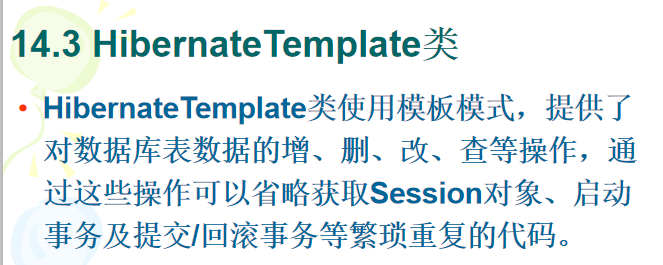 14.3 HibernateTemplate类
• HibernateTemplate类使用模板模式，提供了
对数据库表数据的增、删、改、查等操作，通
过这些操作可以省略获取Session对象、启动
事务及提交/回滚事务等繁琐重复的代码。